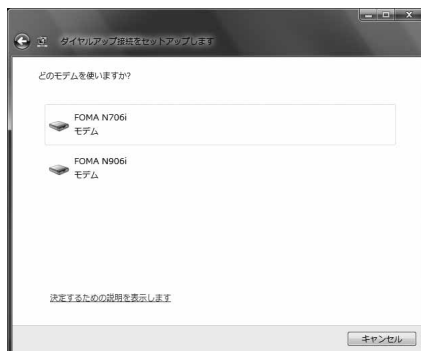 ダイヤルアップ接続をセットアップします
どのモデムを使いますか?
FOMA N706i
モデム
FOMA N906i
モデム
決定するための説明を表示します
キャンセル